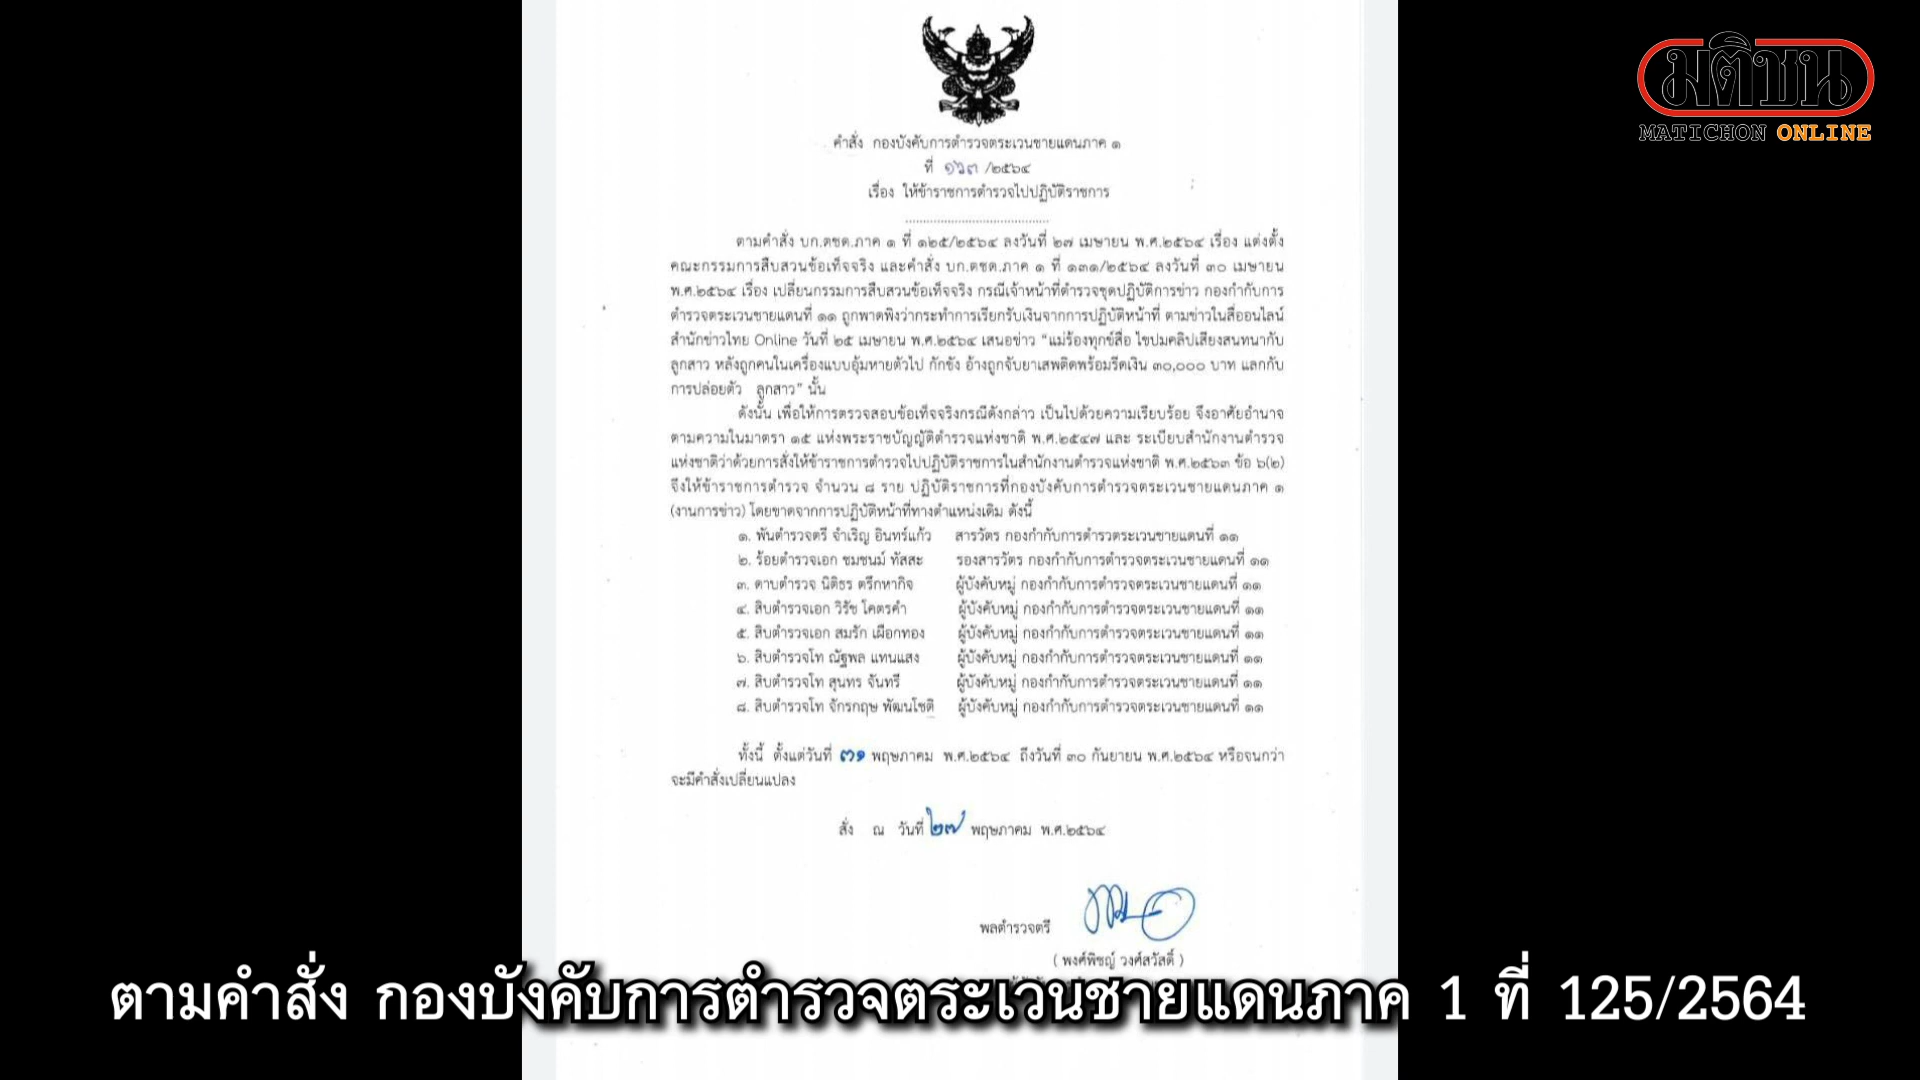 มติชน
MATICHON ONLINE
คำสั่ง กองบังคับการตำรวจตระเวนชายแดนภาค ๑
ที่ ๑๖๓ /๒๕๖๔
เรื่อง ให้ข้าราชการตำรวจไปปฏิบัติราชการ
ตามคำสั่ง บก.ตชด.ภาค ๑ ที่ ๑๒๕/๒๕๖๔ ลงวันที่ ๒๗ เมษายน พ.ศ.๒๕๖๔ เรื่อง แต่งตั้ง
คณะกรรมการสืบสวนข้อเท็จจริง และคำสั่ง บก.ตชด.ภาค ๑ ที่ ๑๓๑/๒๕๖๔ ลงวันที่ ๓๐ เมษายน
พ.ศ.๒๕๖๔ เรื่อง เปลี่ยนกรรมการสืบสวนข้อเท็จจริง กรณีเจ้าหน้าที่ตำรวจชุดปฏิบัติการข่าว กองกำกับการ
ตำรวจตระเวนชายแดนที่ ๑๑ ถูกพาดพิงว่ากระทำการเรียกรับเงินจากการปฏิบัติหน้าที่ ตามข่าวในสื่ออนไลน์
สำนักข่าวไทย Online วันที่ ๒๕ เมษายน พ.ศ.๒๕๖๔ เสนอข่าว "แม่ร้องทุกข์สื่อ ไขปมคลิปเสียงสนทนากับ
ลูกสาว หลังถูกคนในเครื่องแบบอุ้มหายตัวไป กักขัง อ้างถูกจับยาเสพติดพร้อมรีดเงิน ๓๐,๐๐๐ บาท แลกกับ
การปล่อยตัว ลูกสาว" นั้น
ดังนั้น เพื่อให้การตรวจสอบข้อเท็จจริงกรณีดังกล่าว เป็นไปด้วยความเรียบร้อย จึงอาศัยอำนาจ
ตามความในมาตรา ๑๕ แห่งพระราชบัญญัติตำรวจแห่งชาติ พ.ศ.๒๕๔๗ และ ระเบียบสำนักงานตำรวจ
แห่งชาติว่าด้วยการสั่งให้ข้าราชการตำรวจไปปฏิบัติราชการในสำนักงานตำรวจแห่งชาติ พ.ศ.๒๕๖๓ ข้อ ๖(๒)
จึงให้ข้าราชการตำรวจ จำนวน ๘ ราย ปฏิบัติราชการที่กองบังคับการตำรวจตระเวนชายแดนภาค ๑
(งานการข่าว) โดยขาดจากการปฏิบัติหน้าที่ทางตำแหน่งเดิม ดังนี้
๑. พันตำรวจตรี จำเริญ อินทร์แก้ว สารวัตร กองกำกับการตำรวตระเวนชายแดนที่ ๑๑
๒. ร้อยตำรวจเอก ชมชนม์ ทัสสะ รองสารวัตร กองกำกับการตำรวจตระเวนชายแดนที่ ๑๑
๓. ดาบตำรวจ นิติธร ตรึกหากิจ ผู้บังคับหมู่ กองกำกับการตำรวจตระเวนชายแดนที่ ๑๑
๔. สิบตำรวจเอก วิรัช โคตรคำ ผู้บังคับหมู่ กองกำกับการตำรวจตระเวนชายแดนที่ ๑๑
๕. สิบตำรวจเอก สมรัก เผือกทอง ผู้บังคับหมู่ กองกำกับการตำรวจตระเวนชายแดนที่ ๑๑
๖. สิบตำรวจโท ณัฐพล แทนแสง ผู้บังคับหมู่ กองกำกับการตำรวจตระเวนชายแดนที่ ๑๑
๗. สิบตำรวจโท สุนทร จันทรี ผู้บังคับหมู่ กองกำกับการตำรวจตระเวนชายแดนที่ ๑๑
๘. สิบตำรวจโท จักรกฤษ พัฒนโชติ ผู้บังคับหมู่ กองกำกับการตำรวจตระเวนชายแดนที่ ๑๑
ทั้งนี้ ตั้งแต่วันที่ ๓๑ พฤษภาคม พ.ศ.๒๕๖๔ ถึงวันที่ ๓๐ กันยายน พ.ศ.๒๕๖๔ หรือจนกว่า
จะมีคำสั่งเปลี่ยนแปลง
สั่ง ณ วันที่ ๒๗ พฤษภาคม พ.ศ.๒๕๖๔
พลตำรวจตรี
( พงศ์พิชญ์ วงศ์สวัสดิ์ )
ตามคำสั่ง กองบังคับการตำรวจตระเวนชายแดนภาค 1 ที่ 125/2564